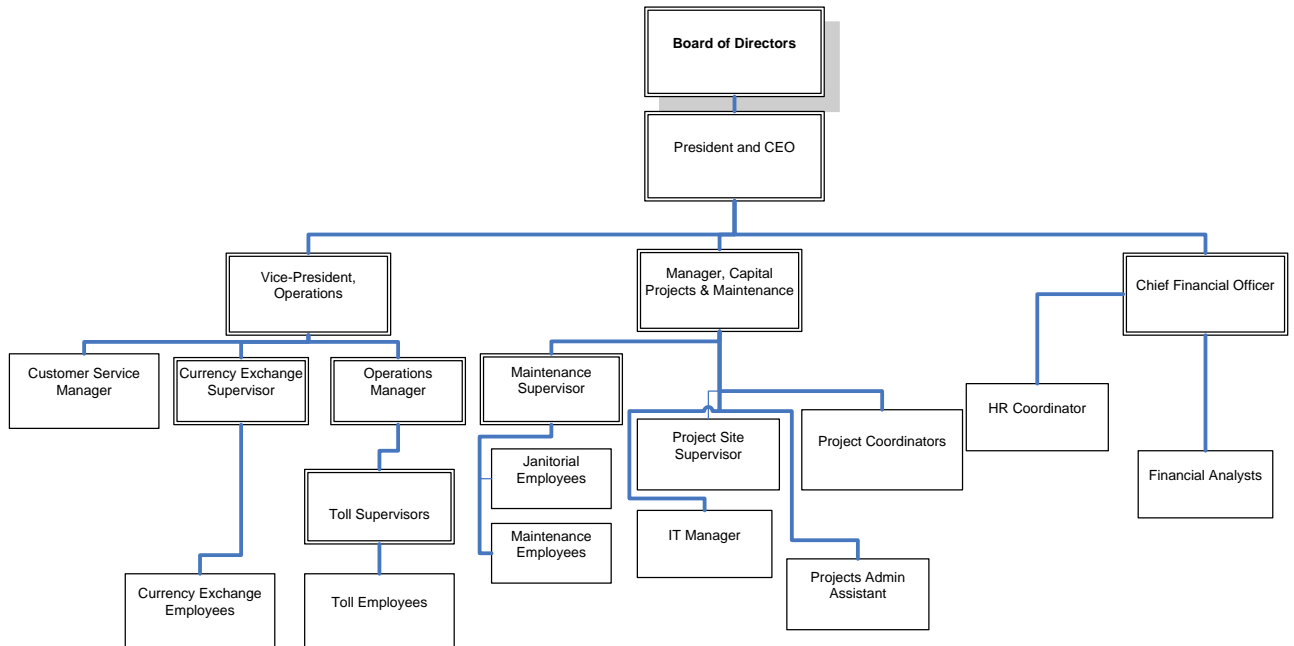 Board of Directors
President and CEO
Vice-President,
Operations
Manager, Capital
Projects & Maintenance
Chief Financial Officer
Customer Service
Manager
Currency Exchange
Supervisor
Operations
Manager
Maintenance
Supervisor
Project Site
Supervisor
Project Coordinators
HR Coordinator
Janitorial
Employees
Financial Analysts
Toll Supervisors
Maintenance
Employees
IT Manager
Currency Exchange
Employees
Toll Employees
Projects Admin
Assistant